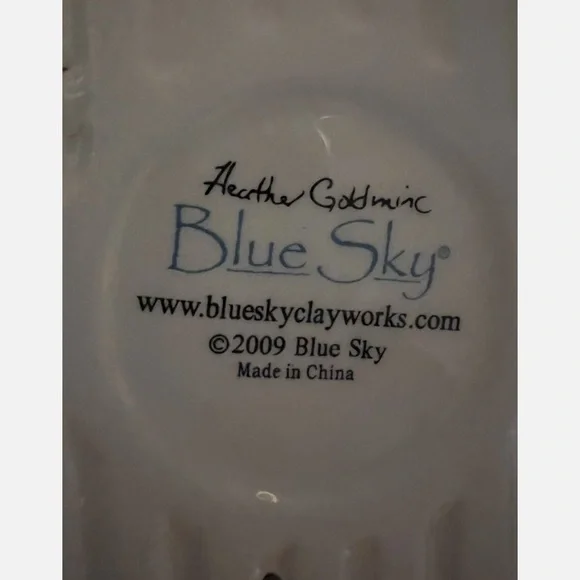 Heather Goldminc
Blue Sky®
www.blueskyclayworks.com
©2009 Blue Sky
Made in China